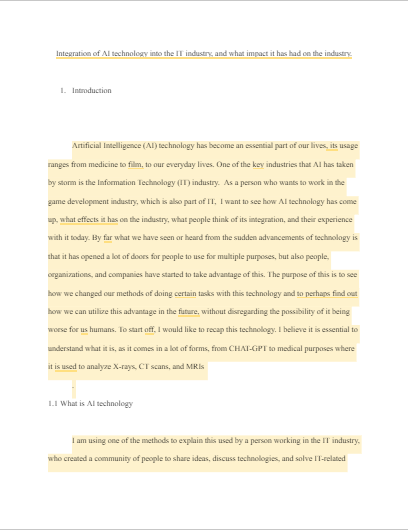 Integration of AI technology into the IT industry, and what impact it has had on the industry.
1. Introduction
Artificial Intelligence (AI) technology has become an essential part of our lives, its usage
ranges from medicine to film, to our everyday lives. One of the key industries that AI has taken
by storm is the Information Technology (IT) industry. As a person who wants to work in the
game development industry, which is also part of IT, I want to see how AI technology has come
up, what effects it has on the industry, what people think of its integration, and their experience
with it today. By far what we have seen or heard from the sudden advancements of technology is
that it has opened a lot of doors for people to use for multiple purposes, but also people,
organizations, and companies have started to take advantage of this. The purpose of this is to see
how we changed our methods of doing certain tasks with this technology and to perhaps find out
how we can utilize this advantage in the future, without disregarding the possibility of it being
worse for us humans. To start off, I would like to recap this technology. I believe it is essential to
understand what it is, as it comes in a lot of forms, from CHAT-GPT to medical purposes where
it is used to analyze X-rays, CT scans, and MRIs
.
1.1 What is AI technology
I am using one of the methods to explain this used by a person working in the IT industry,
who created a community of people to share ideas, discuss technologies, and solve IT-related